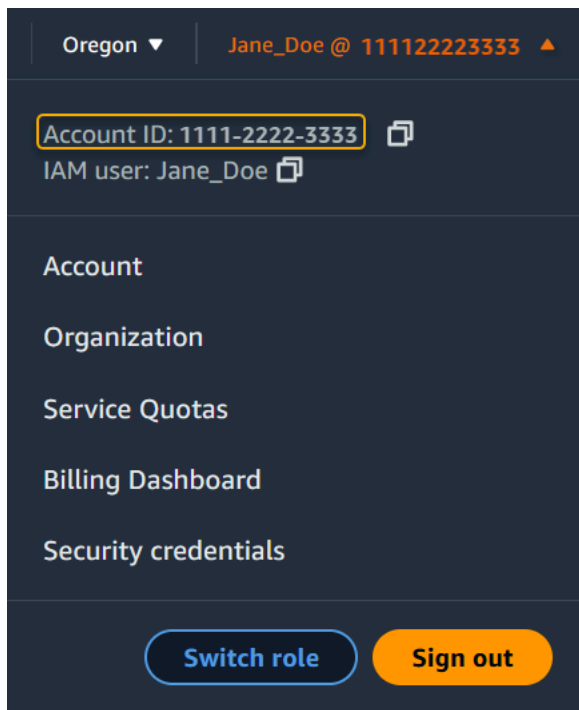 Oregon ▼ Jane_Doe @ 111122223333 ▲
Account ID: 1111-2222-3333
IAM user: Jane_Doe
Account
Organization
Service Quotas
Billing Dashboard
Security credentials
Switch role Sign out